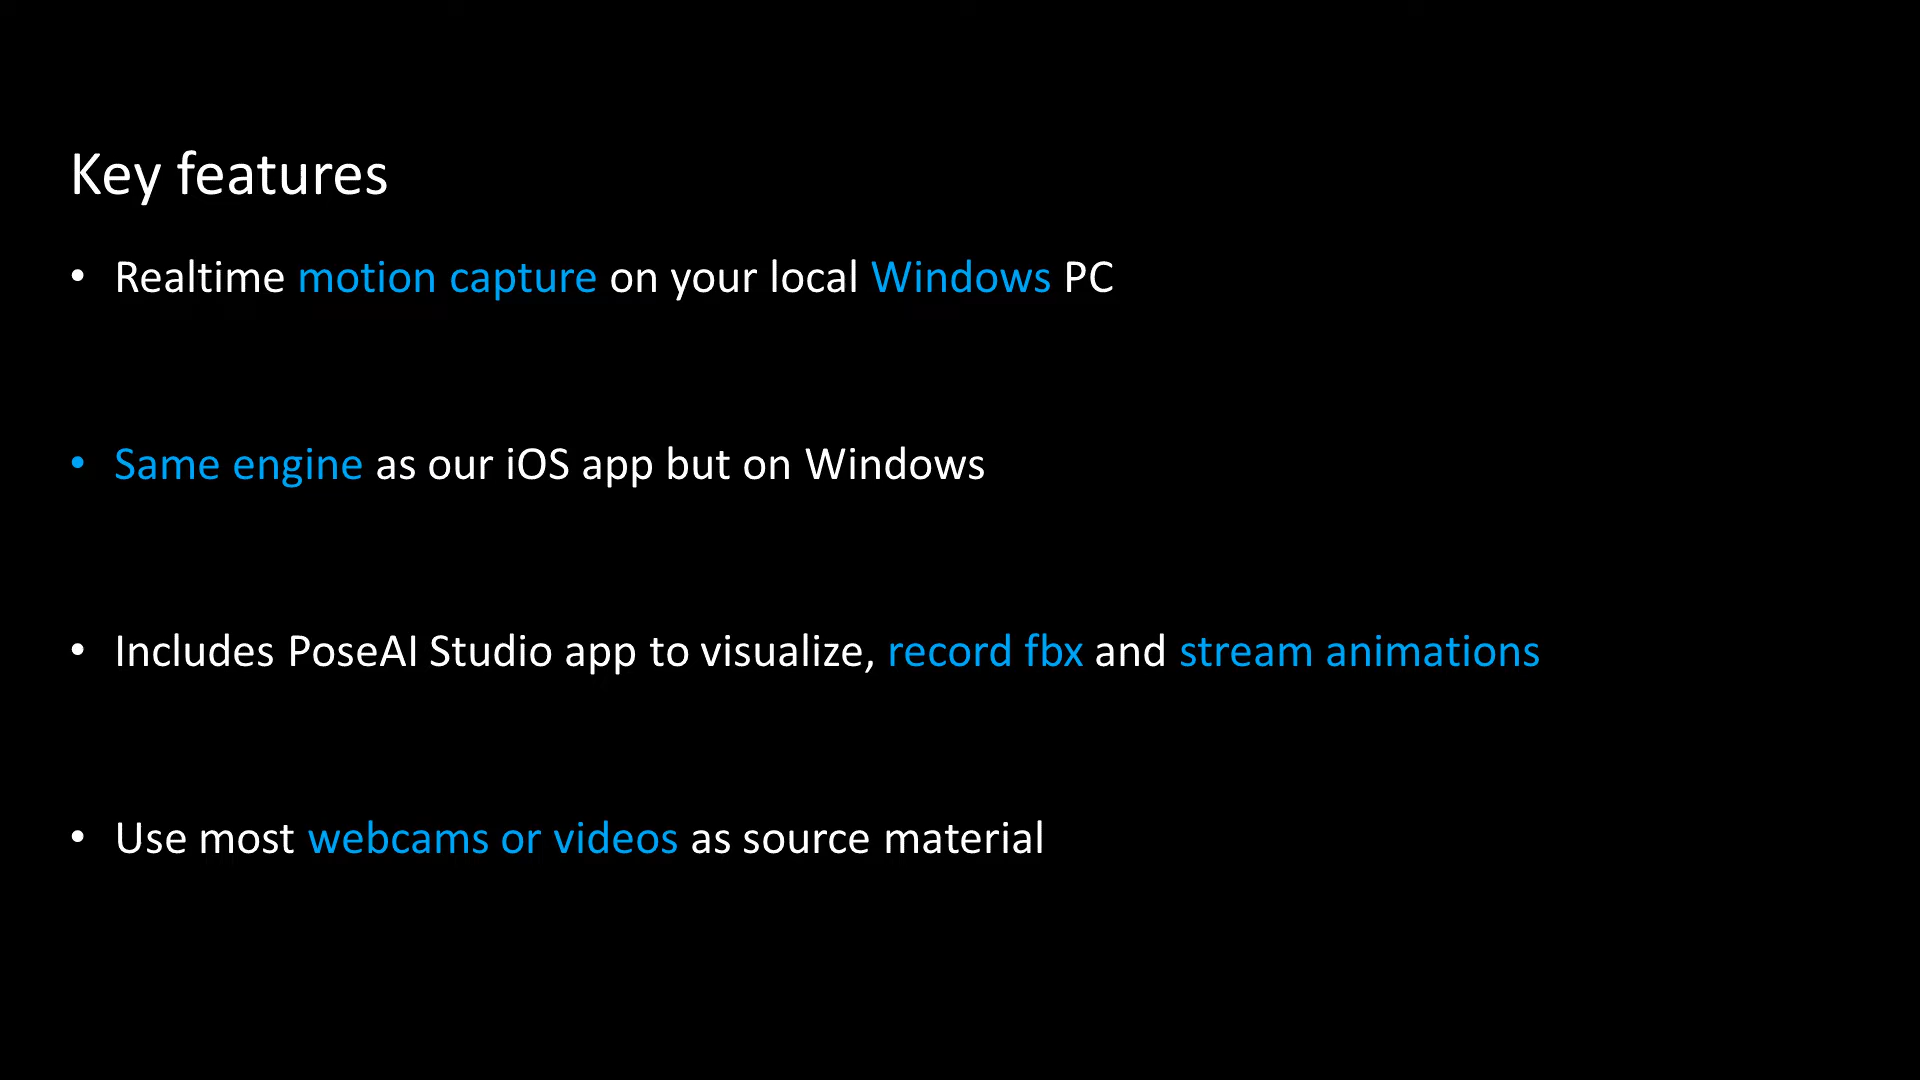 Key features
• Realtime motion capture on your local Windows PC
• Same engine as our iOS app but on Windows
• Includes PoseAI Studio app to visualize, record fbx and stream animations
• Use most webcams or videos as source material